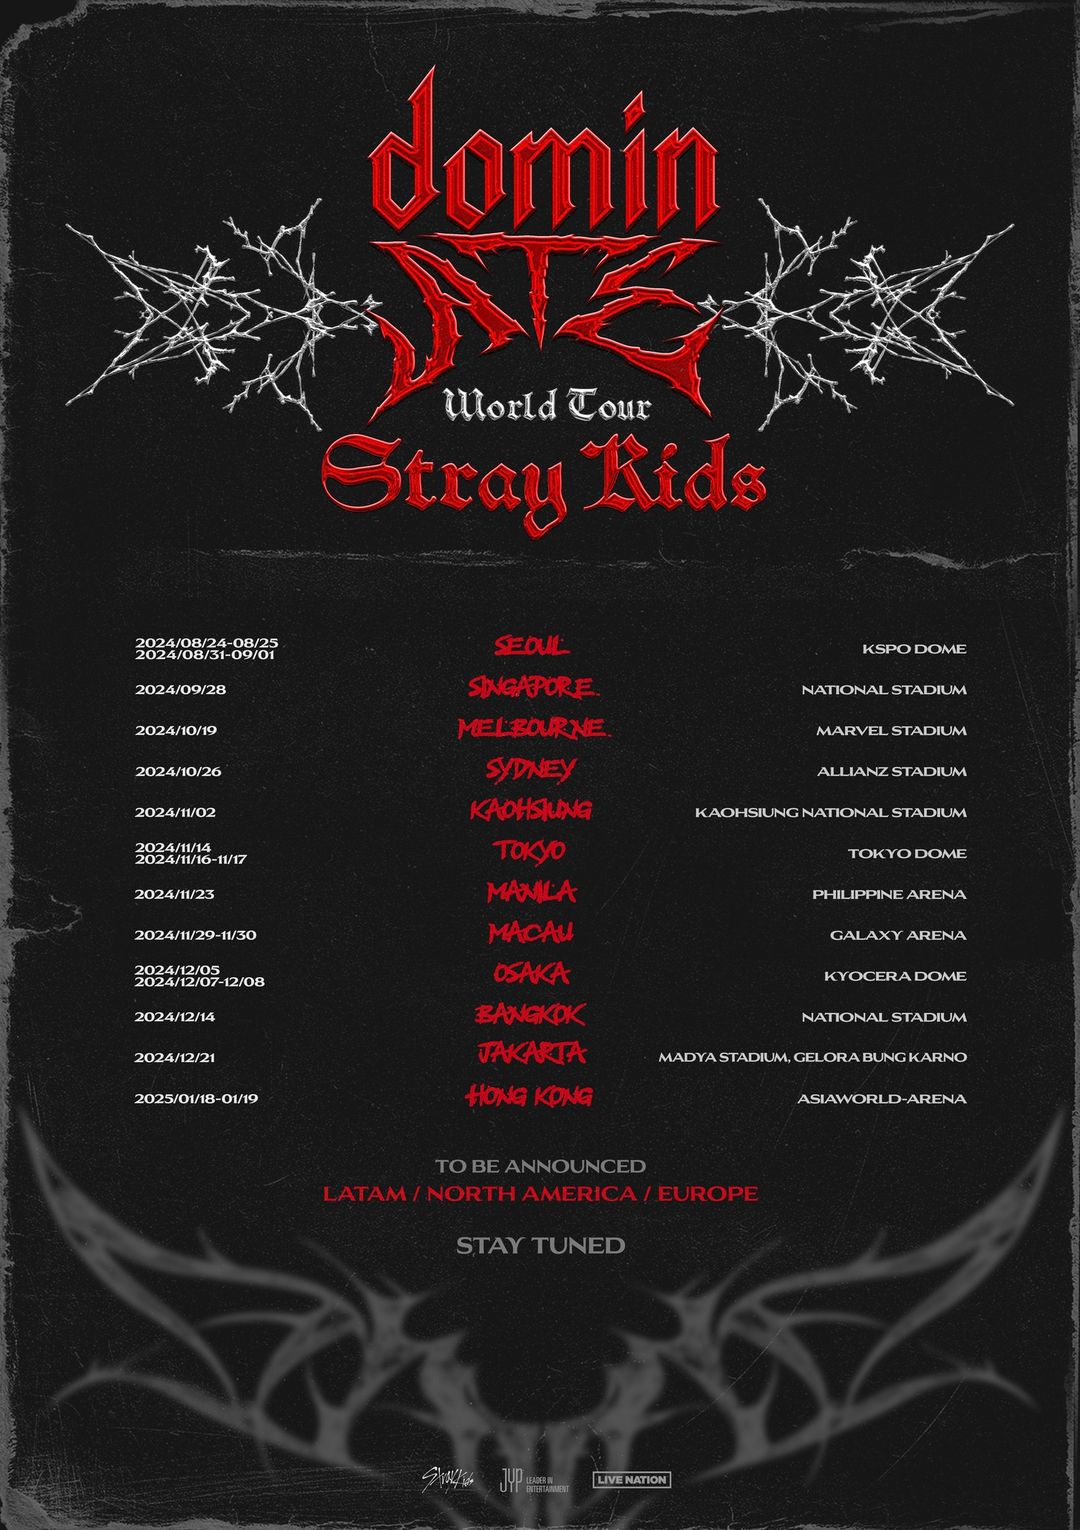 domin
ATE
World Tour
Stray Kids
2024/08/24-08/25
2024/08/31-09/01
SEOUL
KSPO DOME
2024/09/28
SINGAPORE
NATIONAL STADIUM
2024/10/19
MELBOURNE
MARVEL STADIUM
2024/10/26
SYDNEY
ALLIANZ STADIUM
2024/11/02
KAOHSIUNG
KAOHSIUNG NATIONAL STADIUM
2024/11/14
2024/11/16-11/17
TOKYO
TOKYO DOME
2024/11/23
MANILA
PHILIPPINE ARENA
2024/11/29-11/30
MACAU
GALAXY ARENA
2024/12/05
2024/12/07-12/08
OSAKA
KYOCERA DOME
2024/12/14
BANGKOK
NATIONAL STADIUM
2024/12/21
JAKARTA
MADYA STADIUM, GELORA BUNG KARNO
2025/01/18-01/19
HONG KONG
ASIAWORLD-ARENA
TO BE ANNOUNCED
LATAM / NORTH AMERICA / EUROPE
STAY TUNED
Stray Kids
JYP LEADER IN
ENTERTAINMENT
LIVE NATION